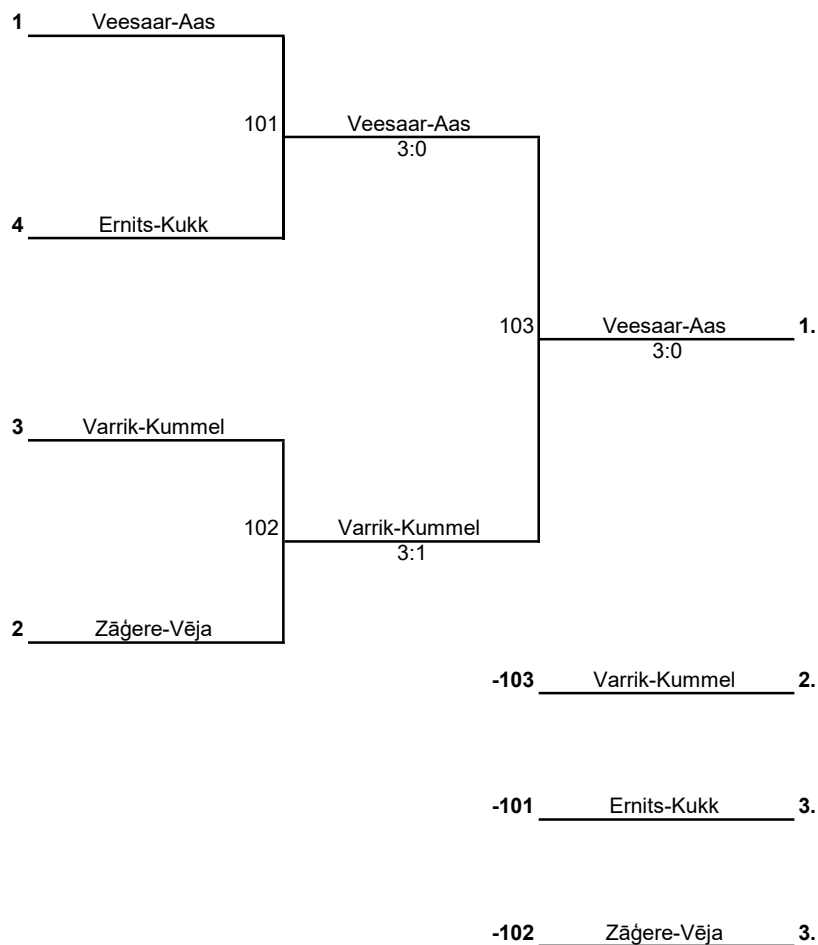 1 Veesaar-Aas
101 Veesaar-Aas
3:0
4 Ernits-Kukk
103 Veesaar-Aas 1.
3:0
3 Varrik-Kummel
102 Varrik-Kummel
3:1
2 Zāģere-Vēja
-103 Varrik-Kummel 2.
-101 Ernits-Kukk 3.
-102 Zāģere-Vēja 3.